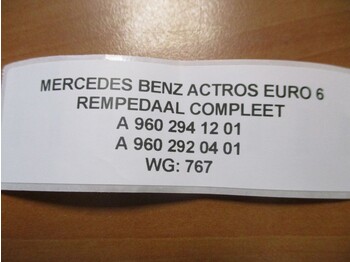 MERCEDES BENZ ACTROS EURO 6
REMPEDAAL COMPLEET
A 960 294 12 01
A 960 292 04 01
WG: 767